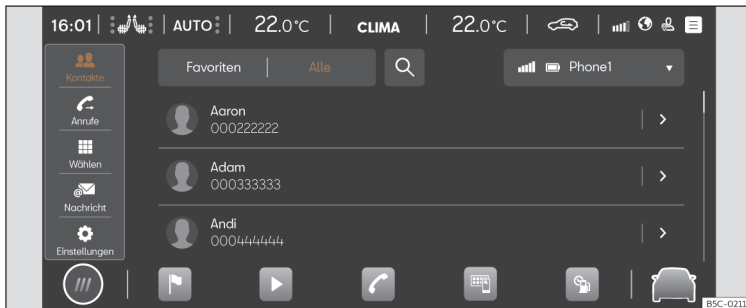 16:01 AUTO 22.0°C CLIMA 22.0°C
Kontakte
Anrufe
Wählen
Nachricht
Einstellungen
Favoriten Alle Phone1
Aaron
000222222
Adam
000333333
Andi
000444444
B5C-0211